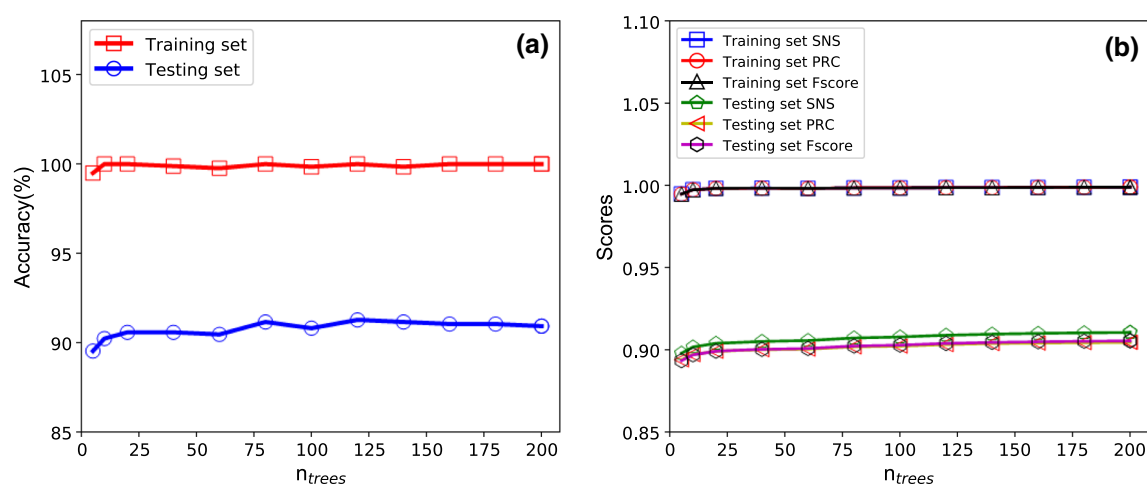 (a)
Training set
Testing set
Accuracy(%)
105
100
95
90
85
0 25 50 75 100 125 150 175 200
n_trees
(b)
Training set SNS
Training set PRC
Training set Fscore
Testing set SNS
Testing set PRC
Testing set Fscore
Scores
1.10
1.05
1.00
0.95
0.90
0.85
0 25 50 75 100 125 150 175 200
n_trees